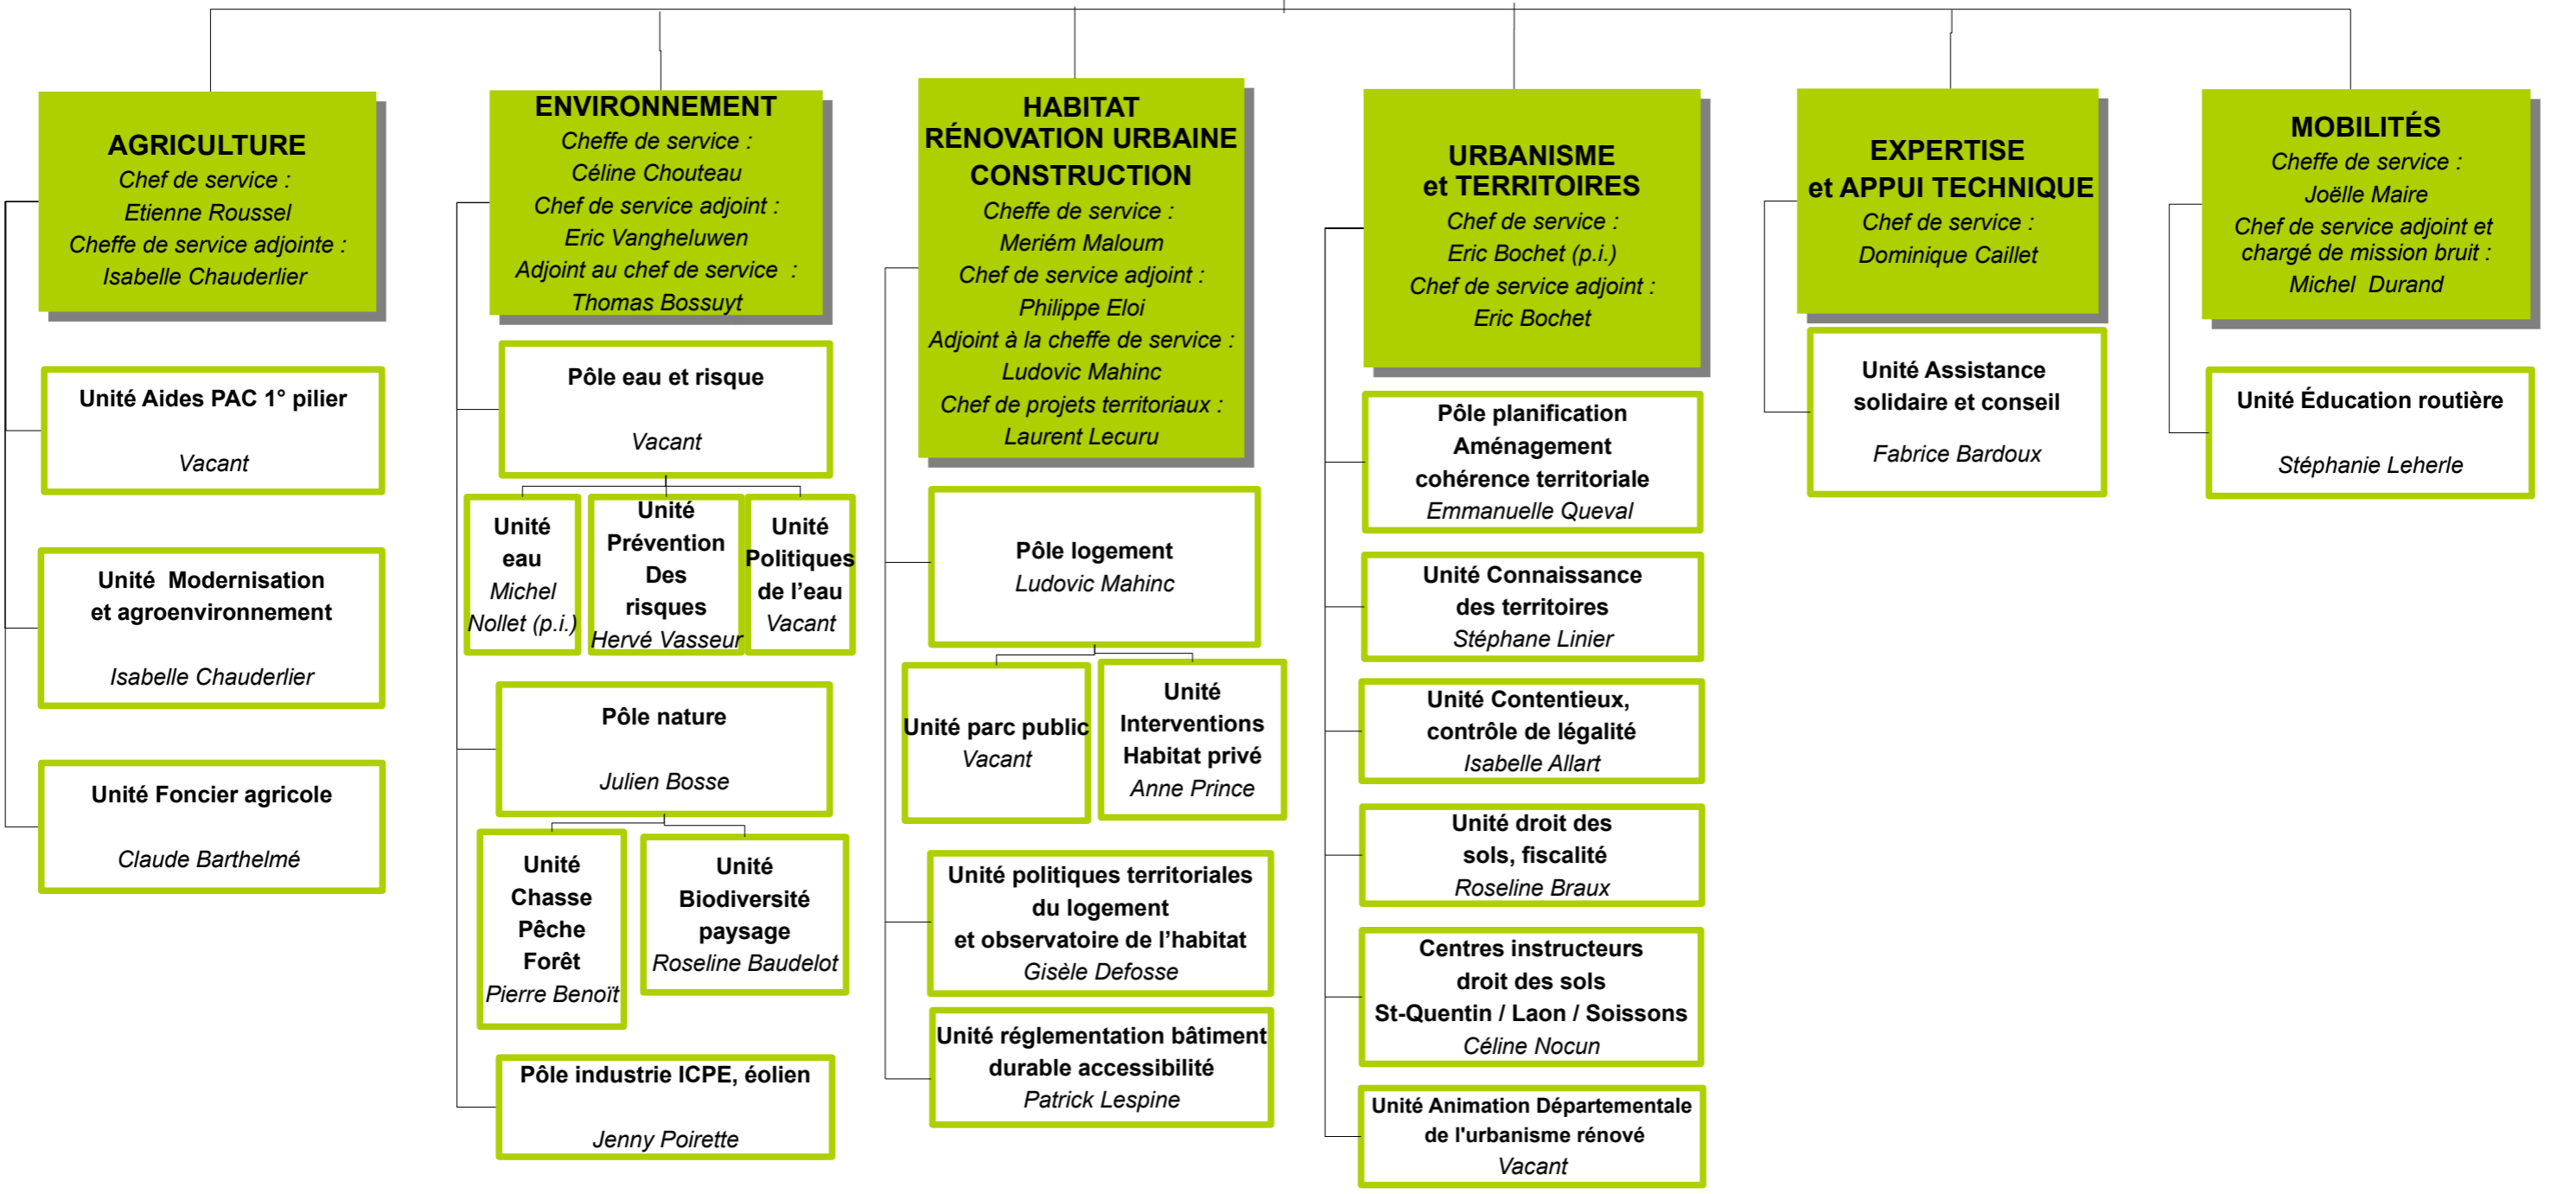 AGRICULTURE
Chef de service :
Etienne Roussel
Cheffe de service adjointe :
Isabelle Chauderlier
Unité Aides PAC 1° pilier
Vacant
Unité Modernisation
et agroenvironnement
Isabelle Chauderlier
Unité Foncier agricole
Claude Barthelmé
ENVIRONNEMENT
Cheffe de service :
Céline Chouteau
Chef de service adjoint :
Eric Vangheluwen
Adjoint au chef de service :
Thomas Bossuyt
Pôle eau et risque
Vacant
Unité
eau
Michel
Nollet (p.i.)
Unité
Prévention
Des
risques
Hervé Vasseur
Unité
Politiques
de l’eau
Vacant
Pôle nature
Julien Bosse
Unité
Chasse
Pêche
Forêt
Pierre Benoït
Unité
Biodiversité
paysage
Roseline Baudelot
Pôle industrie ICPE, éolien
Jenny Poirette
HABITAT
RÉNOVATION URBAINE
CONSTRUCTION
Cheffe de service :
Meriém Maloum
Chef de service adjoint :
Philippe Eloi
Adjoint à la cheffe de service :
Ludovic Mahinc
Chef de projets territoriaux :
Laurent Lecuru
Pôle logement
Ludovic Mahinc
Unité parc public
Vacant
Unité
Interventions
Habitat privé
Anne Prince
Unité politiques territoriales
du logement
et observatoire de l’habitat
Gisèle Defosse
Unité réglementation bâtiment
durable accessibilité
Patrick Lespine
URBANISME
et TERRITOIRES
Chef de service :
Eric Bochet (p.i.)
Chef de service adjoint :
Eric Bochet
Pôle planification
Aménagement
cohérence territoriale
Emmanuelle Queval
Unité Connaissance
des territoires
Stéphane Linier
Unité Contentieux,
contrôle de légalité
Isabelle Allart
Unité droit des
sols, fiscalité
Roseline Braux
Centres instructeurs
droit des sols
St-Quentin / Laon / Soissons
Céline Nocun
Unité Animation Départementale
de l'urbanisme rénové
Vacant
EXPERTISE
et APPUI TECHNIQUE
Chef de service :
Dominique Caillet
Unité Assistance
solidaire et conseil
Fabrice Bardoux
MOBILITÉS
Cheffe de service :
Joëlle Maire
Chef de service adjoint et
chargé de mission bruit :
Michel Durand
Unité Éducation routière
Stéphanie Leherle